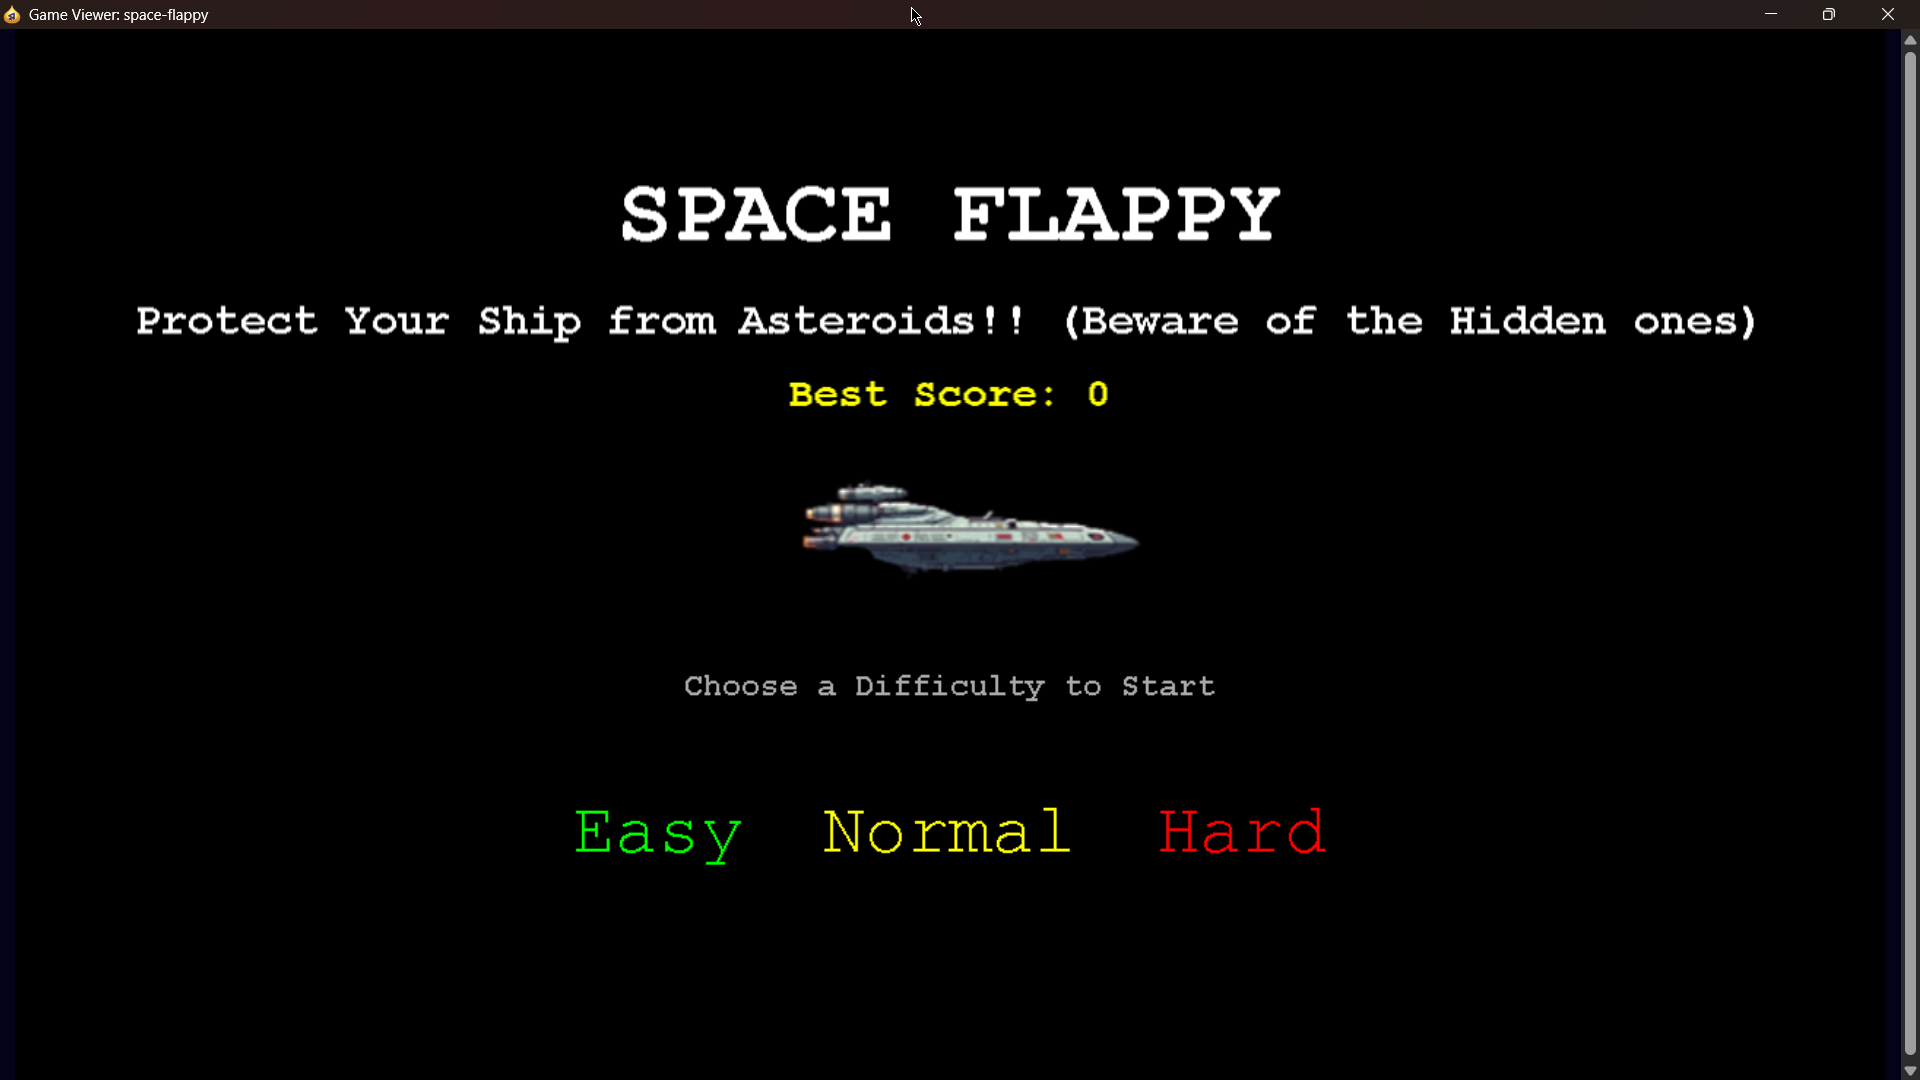 Game Viewer: space-flappy
SPACE FLAPPY
Protect Your Ship from Asteroids!! (Beware of the Hidden ones)
Best Score: 0
Choose a Difficulty to Start
Easy Normal Hard